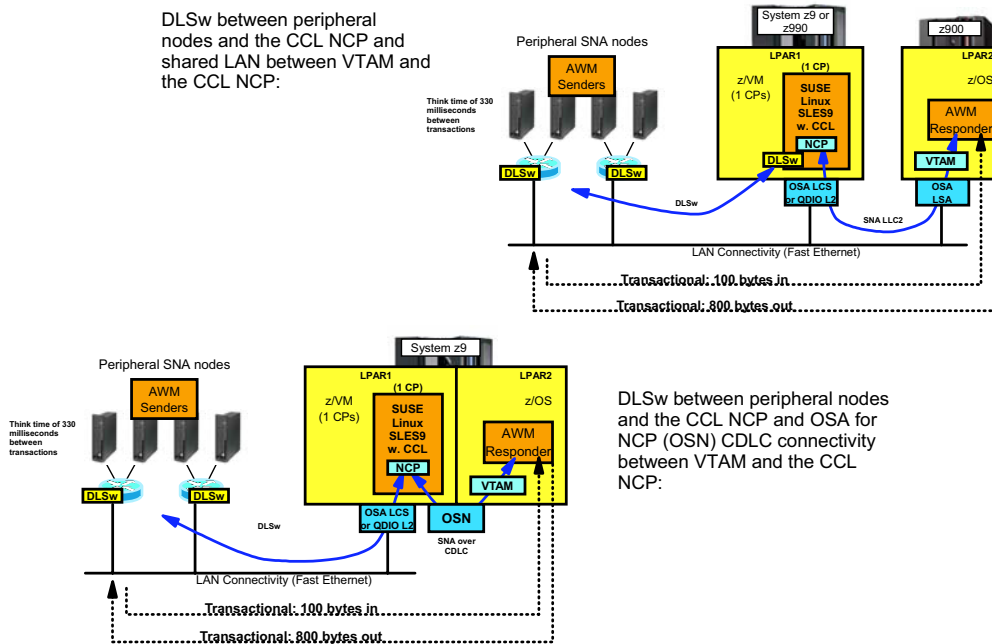 DLSw between peripheral
nodes and the CCL NCP and
shared LAN between VTAM and
the CCL NCP:
System z9 or
z990
z900
Peripheral SNA nodes
AWM
Senders
Think time of 330
milliseconds
between
transactions
DLSw
DLSw
LPAR1
(1 CP)
z/VM
(1 CPs)
SUSE
Linux
SLES9
w. CCL
NCP
DLSw
OSA LCS
or QDIO L2
LPAR2
z/OS
AWM
Responder
VTAM
OSA
LSA
DLSw
SNA LLC2
LAN Connectivity (Fast Ethernet)
Transactional: 100 bytes in
Transactional: 800 bytes out
System z9
Peripheral SNA nodes
AWM
Senders
Think time of 330
milliseconds
between
transactions
DLSw
DLSw
LPAR1
(1 CP)
z/VM
(1 CPs)
SUSE
Linux
SLES9
w. CCL
NCP
OSA LCS
or QDIO L2
LPAR2
z/OS
AWM
Responder
VTAM
OSN
SNA over
CDLC
DLSw
LAN Connectivity (Fast Ethernet)
Transactional: 100 bytes in
Transactional: 800 bytes out
DLSw between peripheral nodes
and the CCL NCP and OSA for
NCP (OSN) CDLC connectivity
between VTAM and the CCL
NCP: